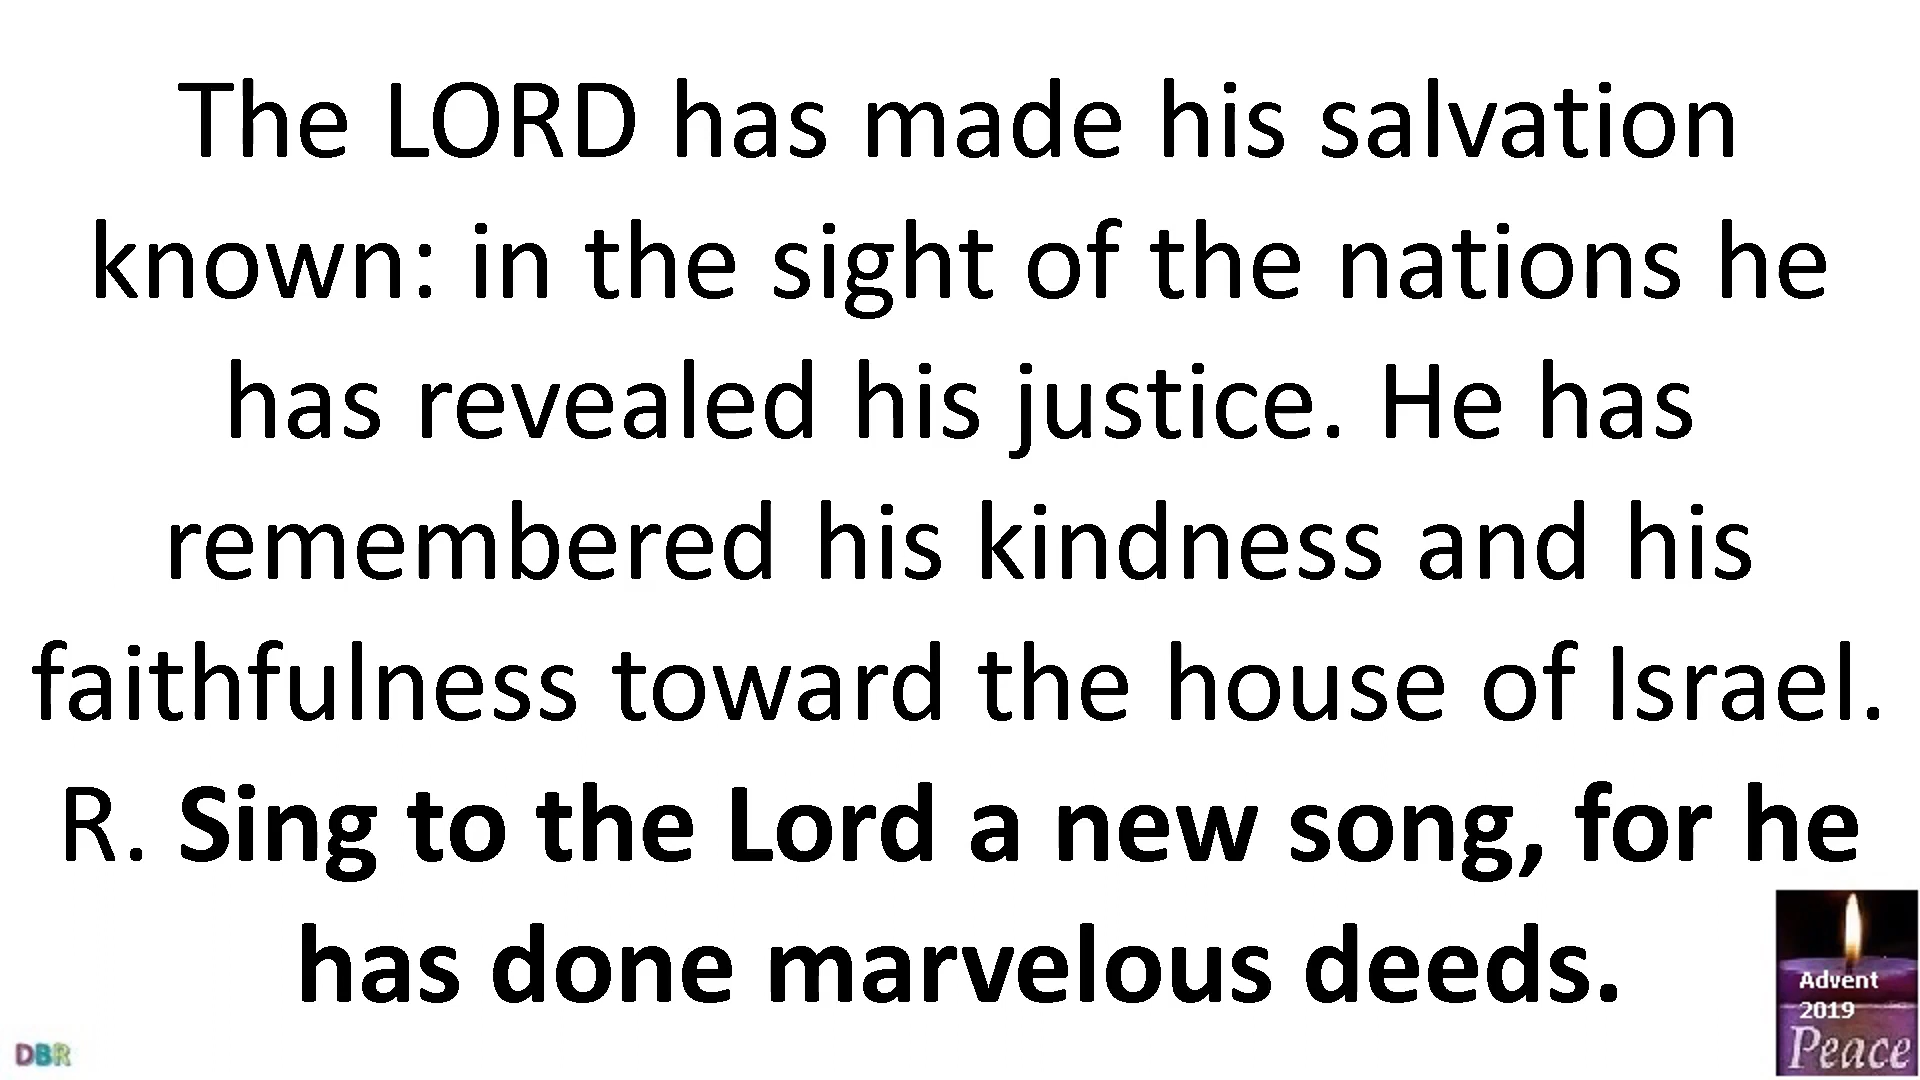 The LORD has made his salvation
known: in the sight of the nations he
has revealed his justice. He has
remembered his kindness and his
faithfulness toward the house of Israel.
R. Sing to the Lord a new song, for he
has done marvelous deeds.
Advent
2019
Peace
DBR